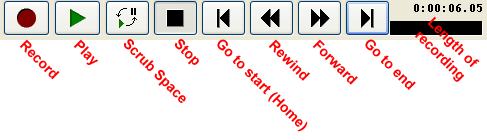 0:00:06.05
Record
Play
Scrub Space
Stop
Go to start (Home)
Rewind
Forward
Go to end
Length of
recording